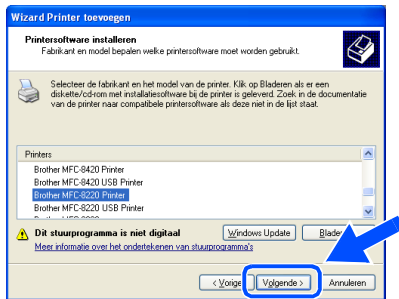 Wizard Printer toevoegen
Printersoftware installeren
Fabrikant en model bepalen welke printersoftware moet worden gebruikt.
Selecteer de fabrikant en het model van de printer. Klik op Bladeren als er een
diskette/cd-rom met installatiesoftware bij de printer is geleverd. Zoek in de documentatie
van de printer naar compatibele printersoftware als deze niet in de lijst staat.
Printers
Brother MFC-8420 Printer
Brother MFC-8420 USB Printer
Brother MFC-8220 Printer
Brother MFC-8220 USB Printer
Dit stuurprogramma is niet digitaal
Windows Update
Blade
Meer informatie over het ondertekenen van stuurprogramma's
< Vorige
Volgende >
Annuleren